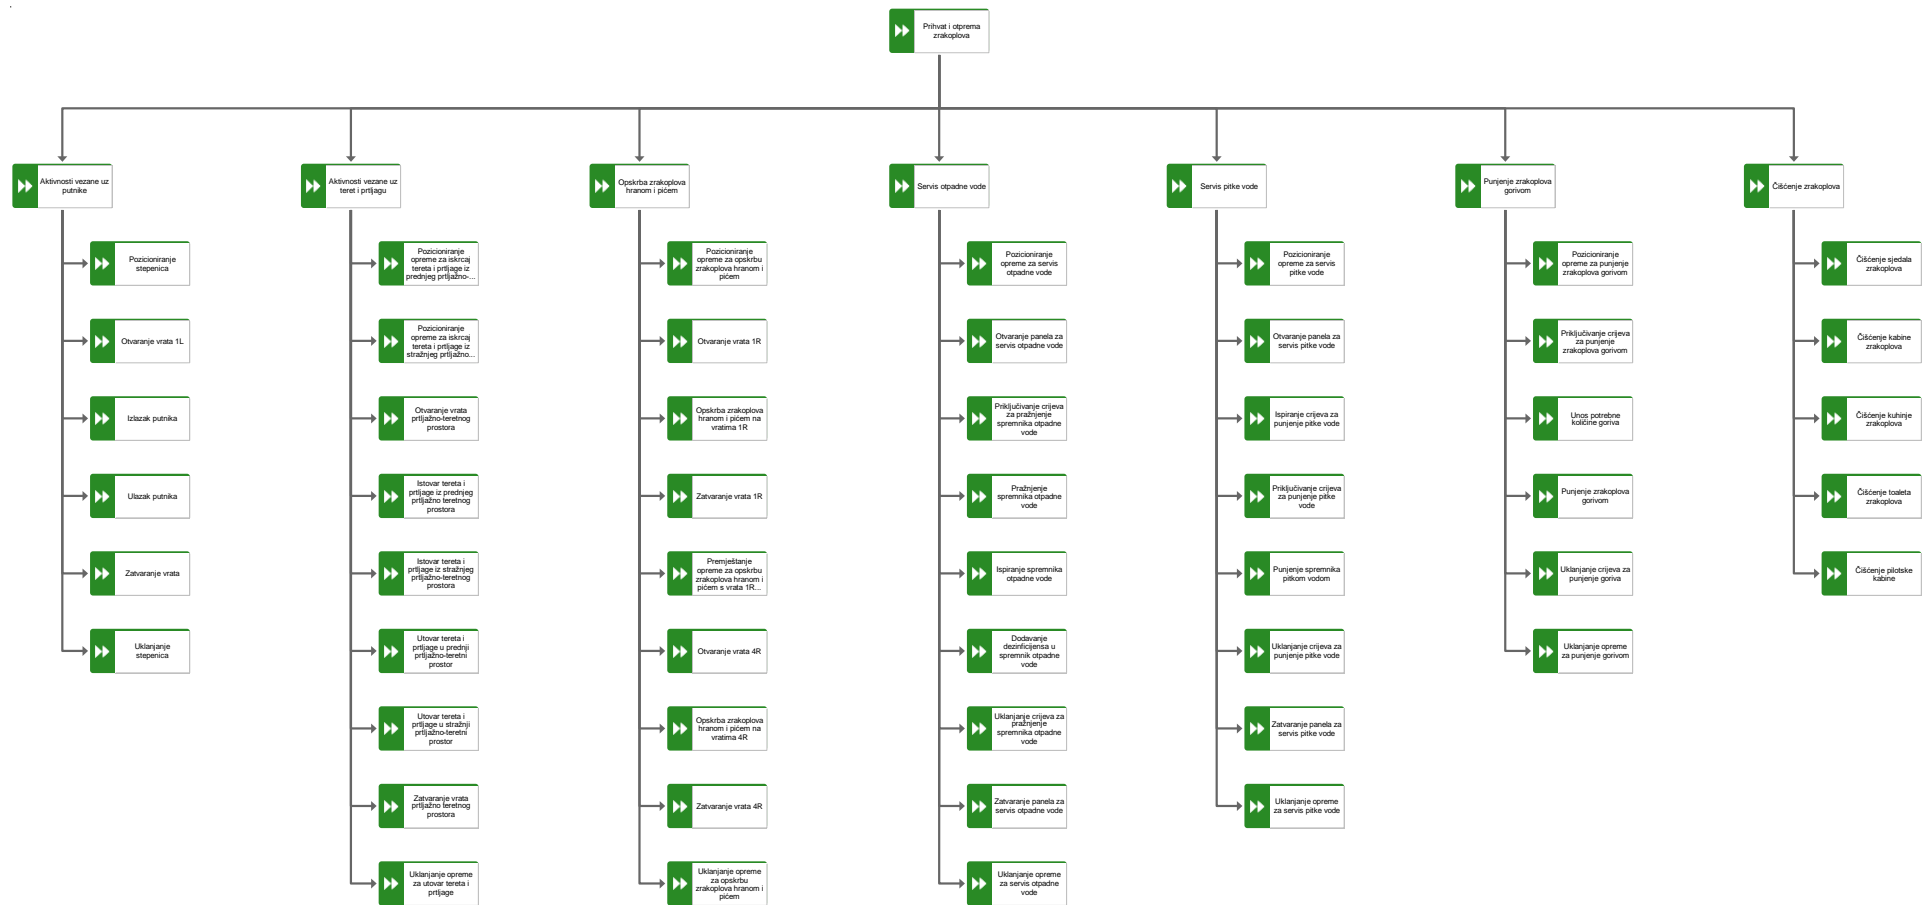 Prihvat i otprema
zrakoplova
Aktivnosti vezane uz
putnike
Aktivnosti vezane uz
teret i prtljagu
Opskrba zrakoplova
hranom i pićem
Servis otpadne vode
Servis pitke vode
Punjenje zrakoplova
gorivom
Čišćenje zrakoplova
Pozicioniranje
stepenica
Otvaranje vrata 1L
Izlazak putnika
Ulazak putnika
Zatvaranje vrata
Uklanjanje
stepenica
Pozicioniranje
opreme za iskrcaj
tereta i prtljage iz
prednjeg prtljažno-...
Pozicioniranje
opreme za iskrcaj
tereta i prtljage iz
stražnjeg prtljažno...
Otvaranje vrata
prtljažno-teretnog
prostora
Istovar tereta i
prtljage iz prednjeg
prtljažno teretnog
prostora
Istovar tereta i
prtljage iz stražnjeg
prtljažno-teretnog
prostora
Utovar tereta i
prtljage u prednji
prtljažno-teretni
prostor
Utovar tereta i
prtljage u stražnji
prtljažno-teretni
prostor
Zatvaranje vrata
prtljažno teretnog
prostora
Uklanjanje opreme
za utovar tereta i
prtljage
Pozicioniranje
opreme za opskrbu
zrakoplova hranom i
pićem
Otvaranje vrata 1R
Opskrba zrakoplova
hranom i pićem na
vratima 1R
Zatvaranje vrata 1R
Premještanje
opreme za opskrbu
zrakoplova hranom i
pićem s vrata 1R...
Otvaranje vrata 4R
Opskrba zrakoplova
hranom i pićem na
vratima 4R
Zatvaranje vrata 4R
Uklanjanje opreme
za opskrbu
zrakoplova hranom i
pićem
Pozicioniranje
opreme za servis
otpadne vode
Otvaranje panela za
servis otpadne vode
Priključivanje crijeva
za pražnjenje
spremnika otpadne
vode
Pražnjenje
spremnika otpadne
vode
Ispiranje spremnika
otpadne vode
Dodavanje
dezinficijensa u
spremnik otpadne
vode
Uklanjanje crijeva za
pražnjenje
spremnika otpadne
vode
Zatvaranje panela za
servis otpadne vode
Uklanjanje opreme
za servis otpadne
vode
Pozicioniranje
opreme za servis
pitke vode
Otvaranje panela za
servis pitke vode
Ispiranje crijeva za
punjenje pitke vode
Priključivanje crijeva
za punjenje pitke
vode
Punjenje spremnika
pitkom vodom
Uklanjanje crijeva za
punjenje pitke vode
Zatvaranje panela za
servis pitke vode
Uklanjanje opreme
za servis pitke vode
Pozicioniranje
opreme za punjenje
zrakoplova gorivom
Priključivanje crijeva
za punjenje
zrakoplova gorivom
Unos potrebne
količine goriva
Punjenje zrakoplova
gorivom
Uklanjanje crijeva za
punjenje goriva
Uklanjanje opreme
za punjenje gorivom
Čišćenje sjedala
zrakoplova
Čišćenje kabine
zrakoplova
Čišćenje kuhinje
zrakoplova
Čišćenje toaleta
zrakoplova
Čišćenje pilotske
kabine